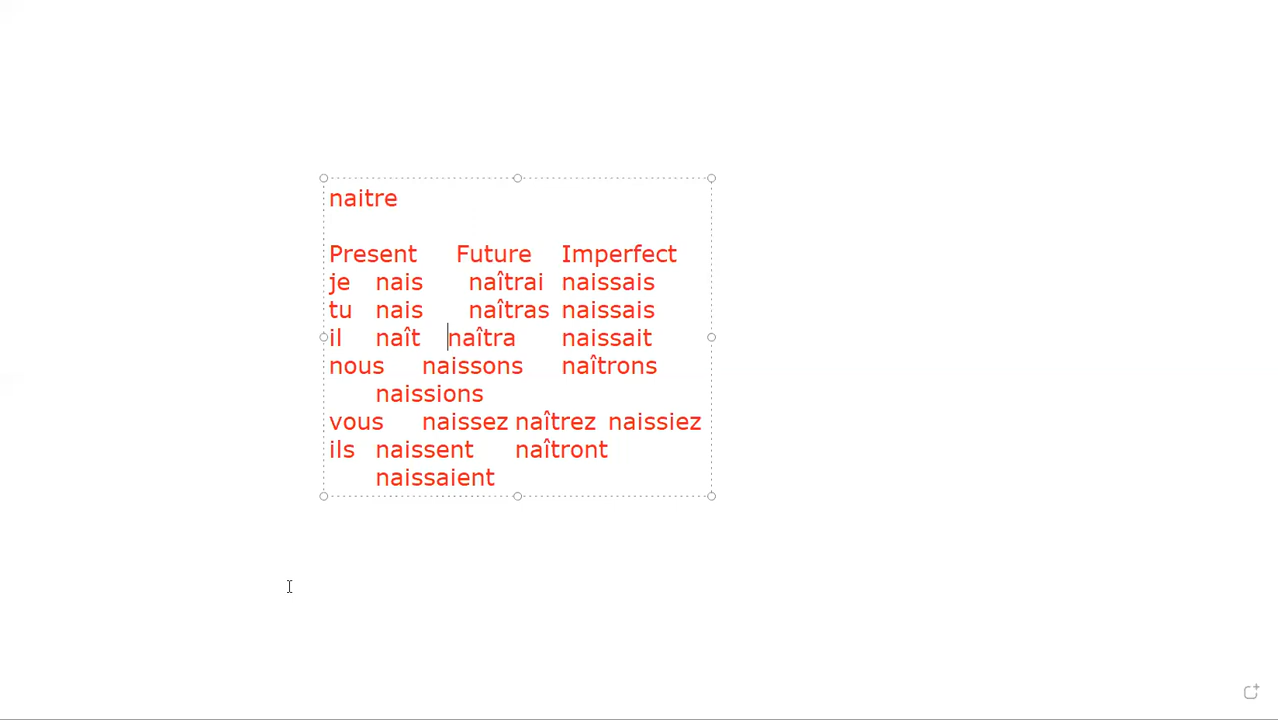 naitre
Present Future Imperfect
je nais naîtrai naissais
tu nais naîtras naissais
il naît naîtra naissait
nous naissons naîtrons
naissions
vous naissez naîtrez naissiez
ils naissent naîtront
naissaient